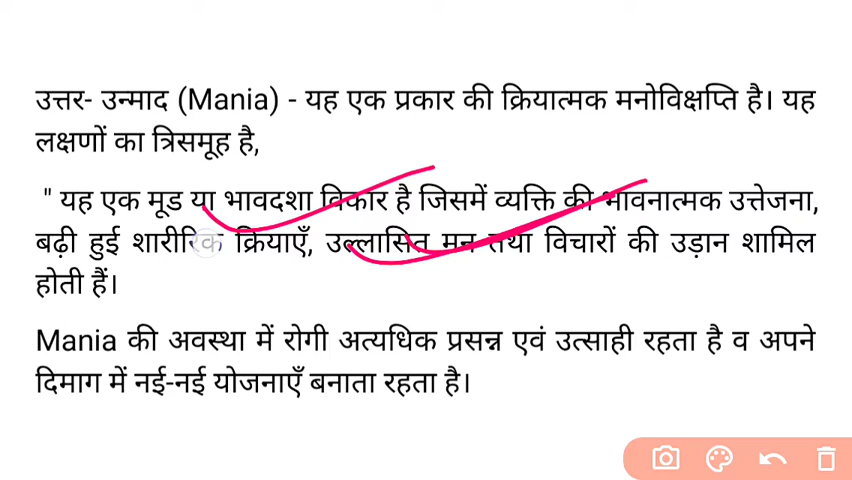 उत्तर- उन्माद (Mania) - यह एक प्रकार की क्रियात्मक मनोविक्षप्ति है। यह
लक्षणों का त्रिसमूह है,
" यह एक मूड या भावदशा विकार है जिसमें व्यक्ति की भावनात्मक उत्तेजना,
बढ़ी हुई शारीरिक क्रियाएँ, उल्लासित मन तथा विचारों की उड़ान शामिल
होती हैं।
Mania की अवस्था में रोगी अत्यधिक प्रसन्न एवं उत्साही रहता है व अपने
दिमाग में नई-नई योजनाएँ बनाता रहता है।